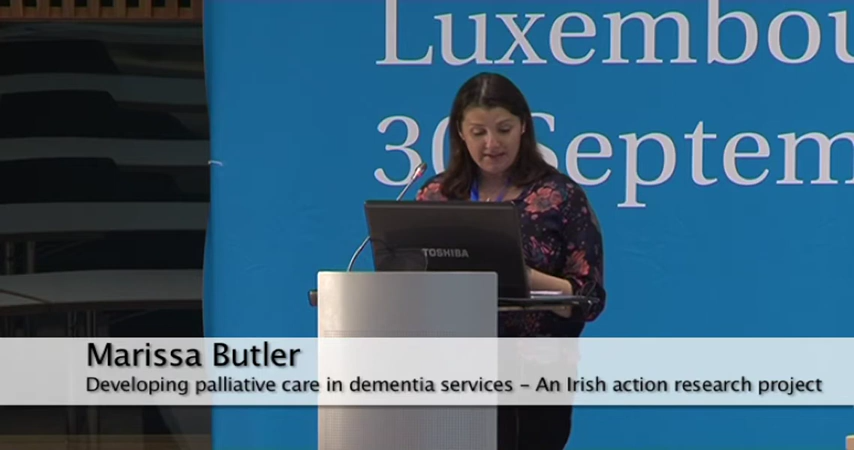 Luxembou
30 Septem
TOSHIBA
Marissa Butler
Developing palliative care in dementia services – An Irish action research project